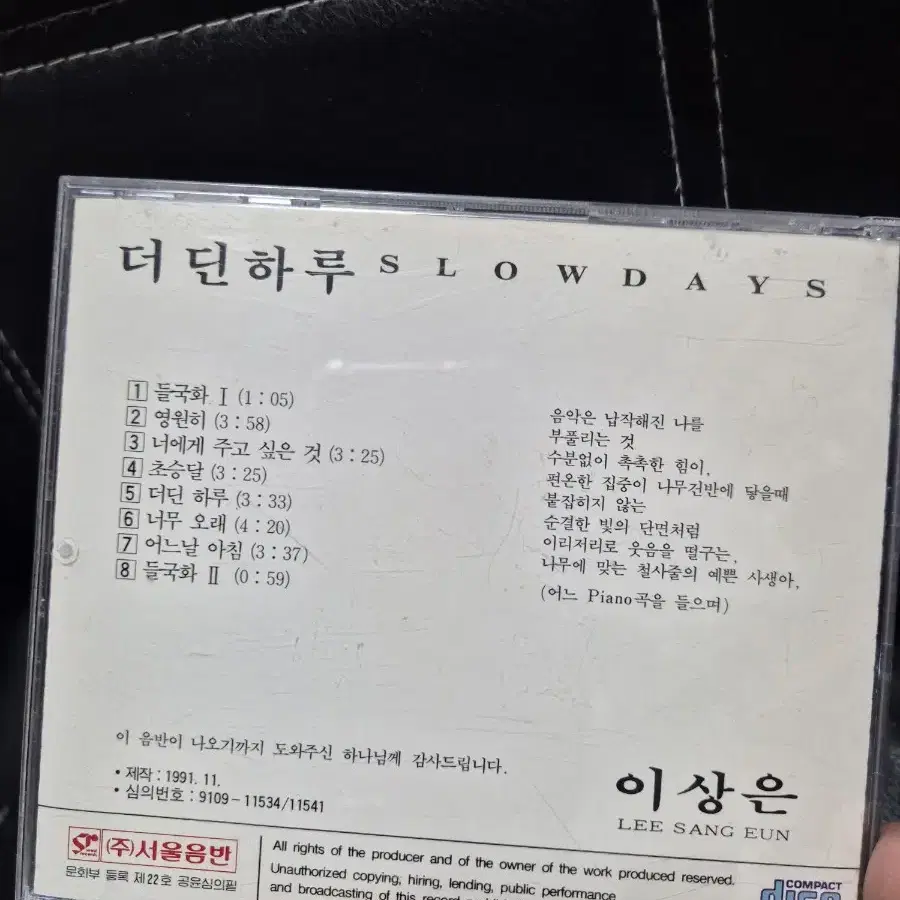 더딘하루 SLOW DAYS
1 들국화 Ⅰ (1 : 05)
2 영원히 (3 : 58)
3 너에게 주고 싶은 것 (3 : 25)
4 초승달 (3 : 25)
5 더딘 하루 (3 : 33)
6 너무 오래 (4 : 20)
7 어느날 아침 (3 : 37)
8 들국화 Ⅱ (0 : 59)
음악은 납작해진 나를
부풀리는 것
수분없이 촉촉한 힘이,
편온한 집중이 나무건반에 닿을때
붙잡히지 않는
순결한 빛의 단면처럼
이리저리로 웃음을 떨구는,
나무에 맞는 철사줄의 예쁜 사생아,
(어느 Piano곡을 들으며)
이 음반이 나오기까지 도와주신 하나님께 감사드립니다.
• 제작 : 1991. 11.
• 심의번호 : 9109 - 11534/11541
이상은
LEE SANG EUN
(주)서울음반
문화부 등록 제22호 공윤심의필
All rights of the producer and of the owner of the work produced reserved.
Unauthorized copying, hiring, lending, public performance
and broadcasting of this record
COMPACT
disc